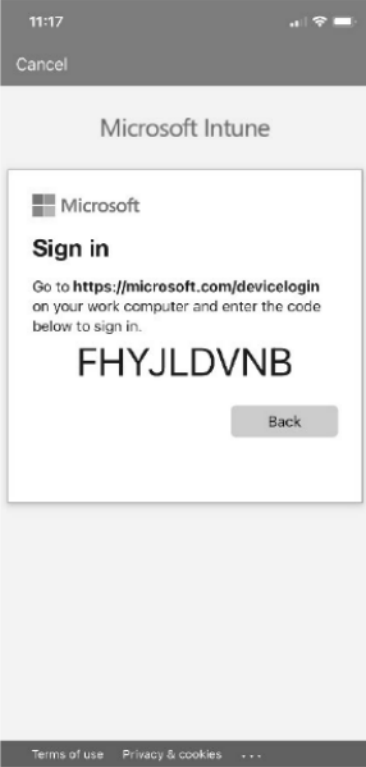 11:17
Cancel
Microsoft Intune
Microsoft
Sign in
Go to https://microsoft.com/devicelogin
on your work computer and enter the code
below to sign in.
FHYJLDVNB
Back
Terms of use Privacy & cookies ...